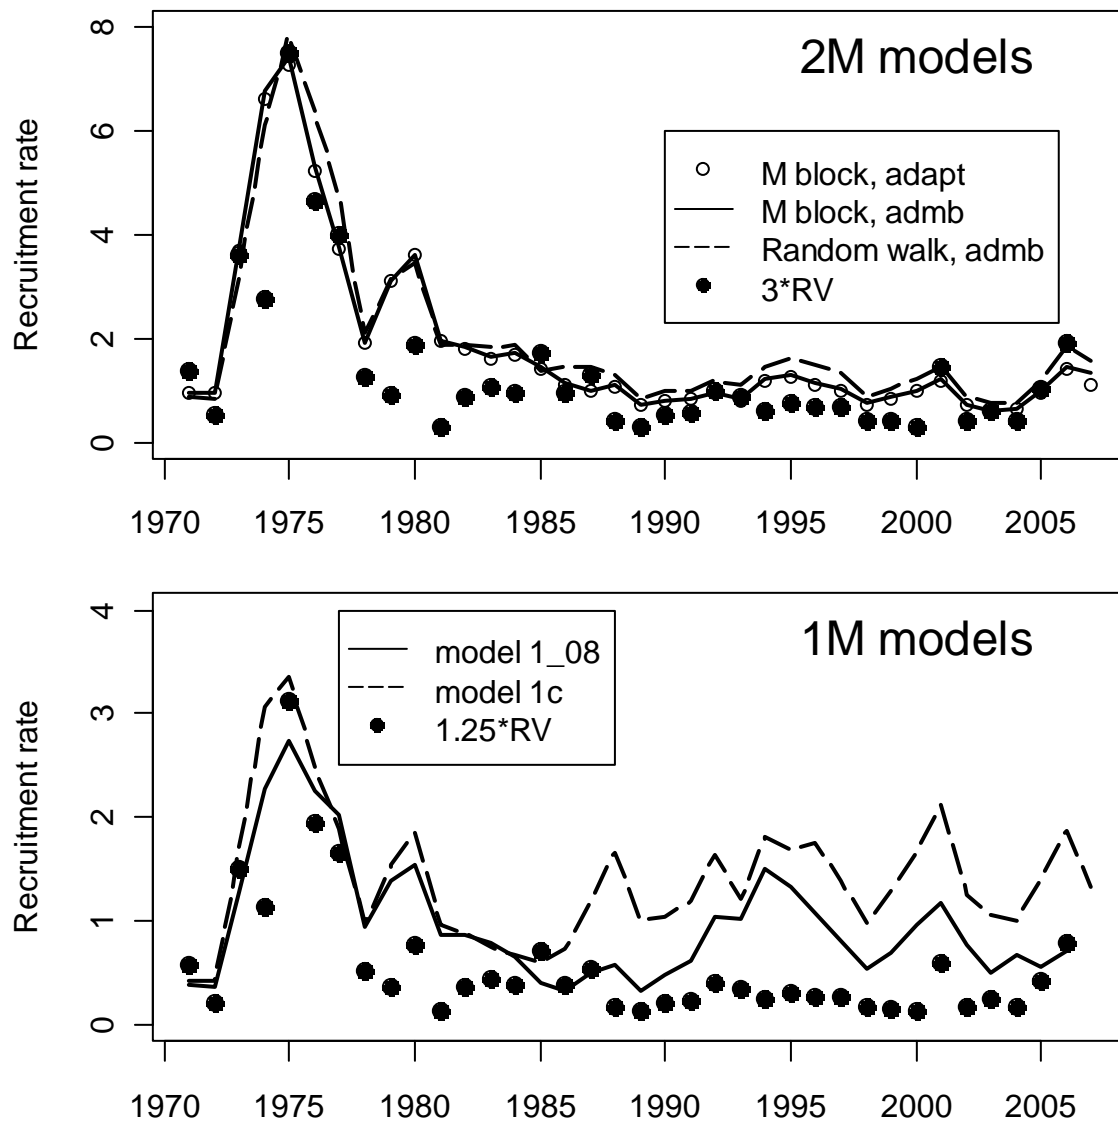 2M models
Recruitment rate
8
6
4
2
0
M block, adapt
M block, admb
Random walk, admb
3*RV
1970 1975 1980 1985 1990 1995 2000 2005
1M models
Recruitment rate
4
3
2
1
0
model 1_08
model 1c
1.25*RV
1970 1975 1980 1985 1990 1995 2000 2005